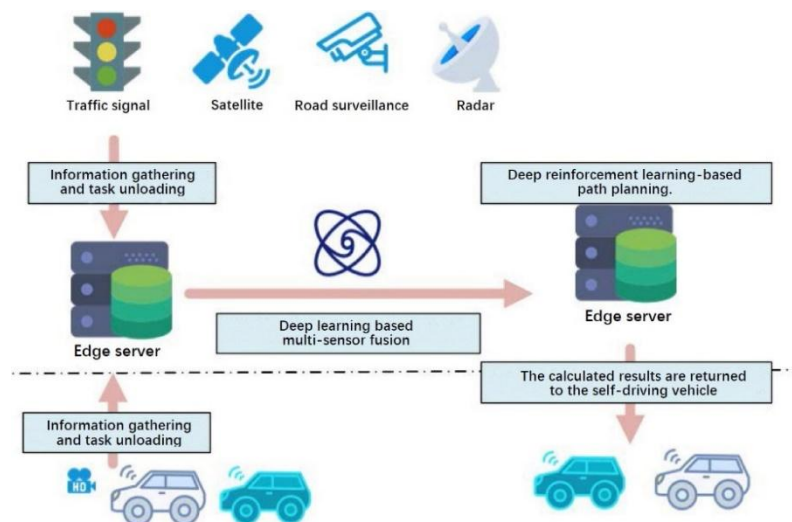 Traffic signal
Satellite
Road surveillance
Radar
Information gathering
and task unloading
Deep reinforcement learning-based
path planning.
Edge server
Edge server
Deep learning based
multi-sensor fusion
The calculated results are returned
to the self-driving vehicle
Information gathering
and task unloading
HD